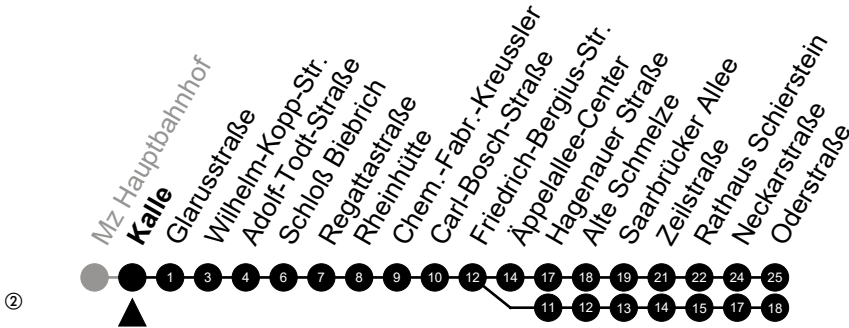 Mz Hauptbahnhof
Kalle
Glarusstraße
Wilhelm-Kopp-Str.
Adolf-Todt-Straße
Schloß Biebrich
Regattastraße
Rheinhütte
Chem.-Fabr.-Kreussler
Carl-Bosch-Straße
Friedrich-Bergius-Str.
Äppelallee-Center
Hagenauer Straße
Alte Schmelze
Saarbrücker Allee
Zeilstraße
Rathaus Schierstein
Neckarstraße
Oderstraße
1 3 4 6 7 8 9 10 12 14 17 18 19 21 22 24 25
② 11 12 13 14 15 17 18